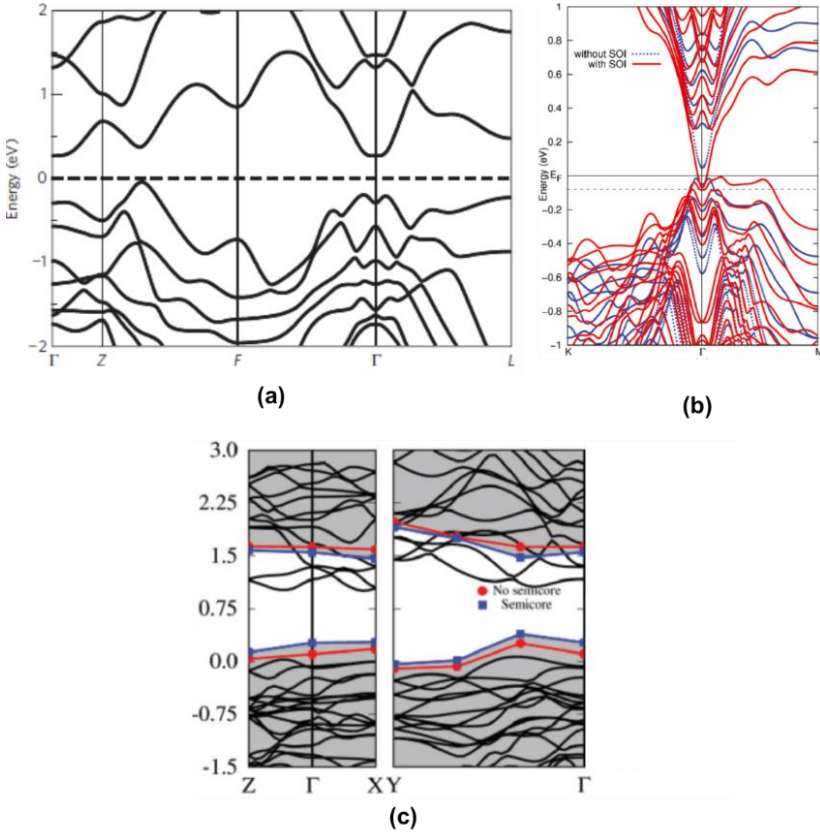 2
1
0
−1
−2
Energy (eV)
Γ
Z
F
Γ
L
(a)
1
0.8
0.6
0.4
0.2
E_F
-0.2
-0.4
-0.6
-0.8
-1
Energy (eV)
without SOI
with SOI
K
Γ
M
(b)
3.0
2.25
1.5
0.75
0.0
-0.75
-1.5
No semicore
Semicore
Z Γ X Y Γ
(c)